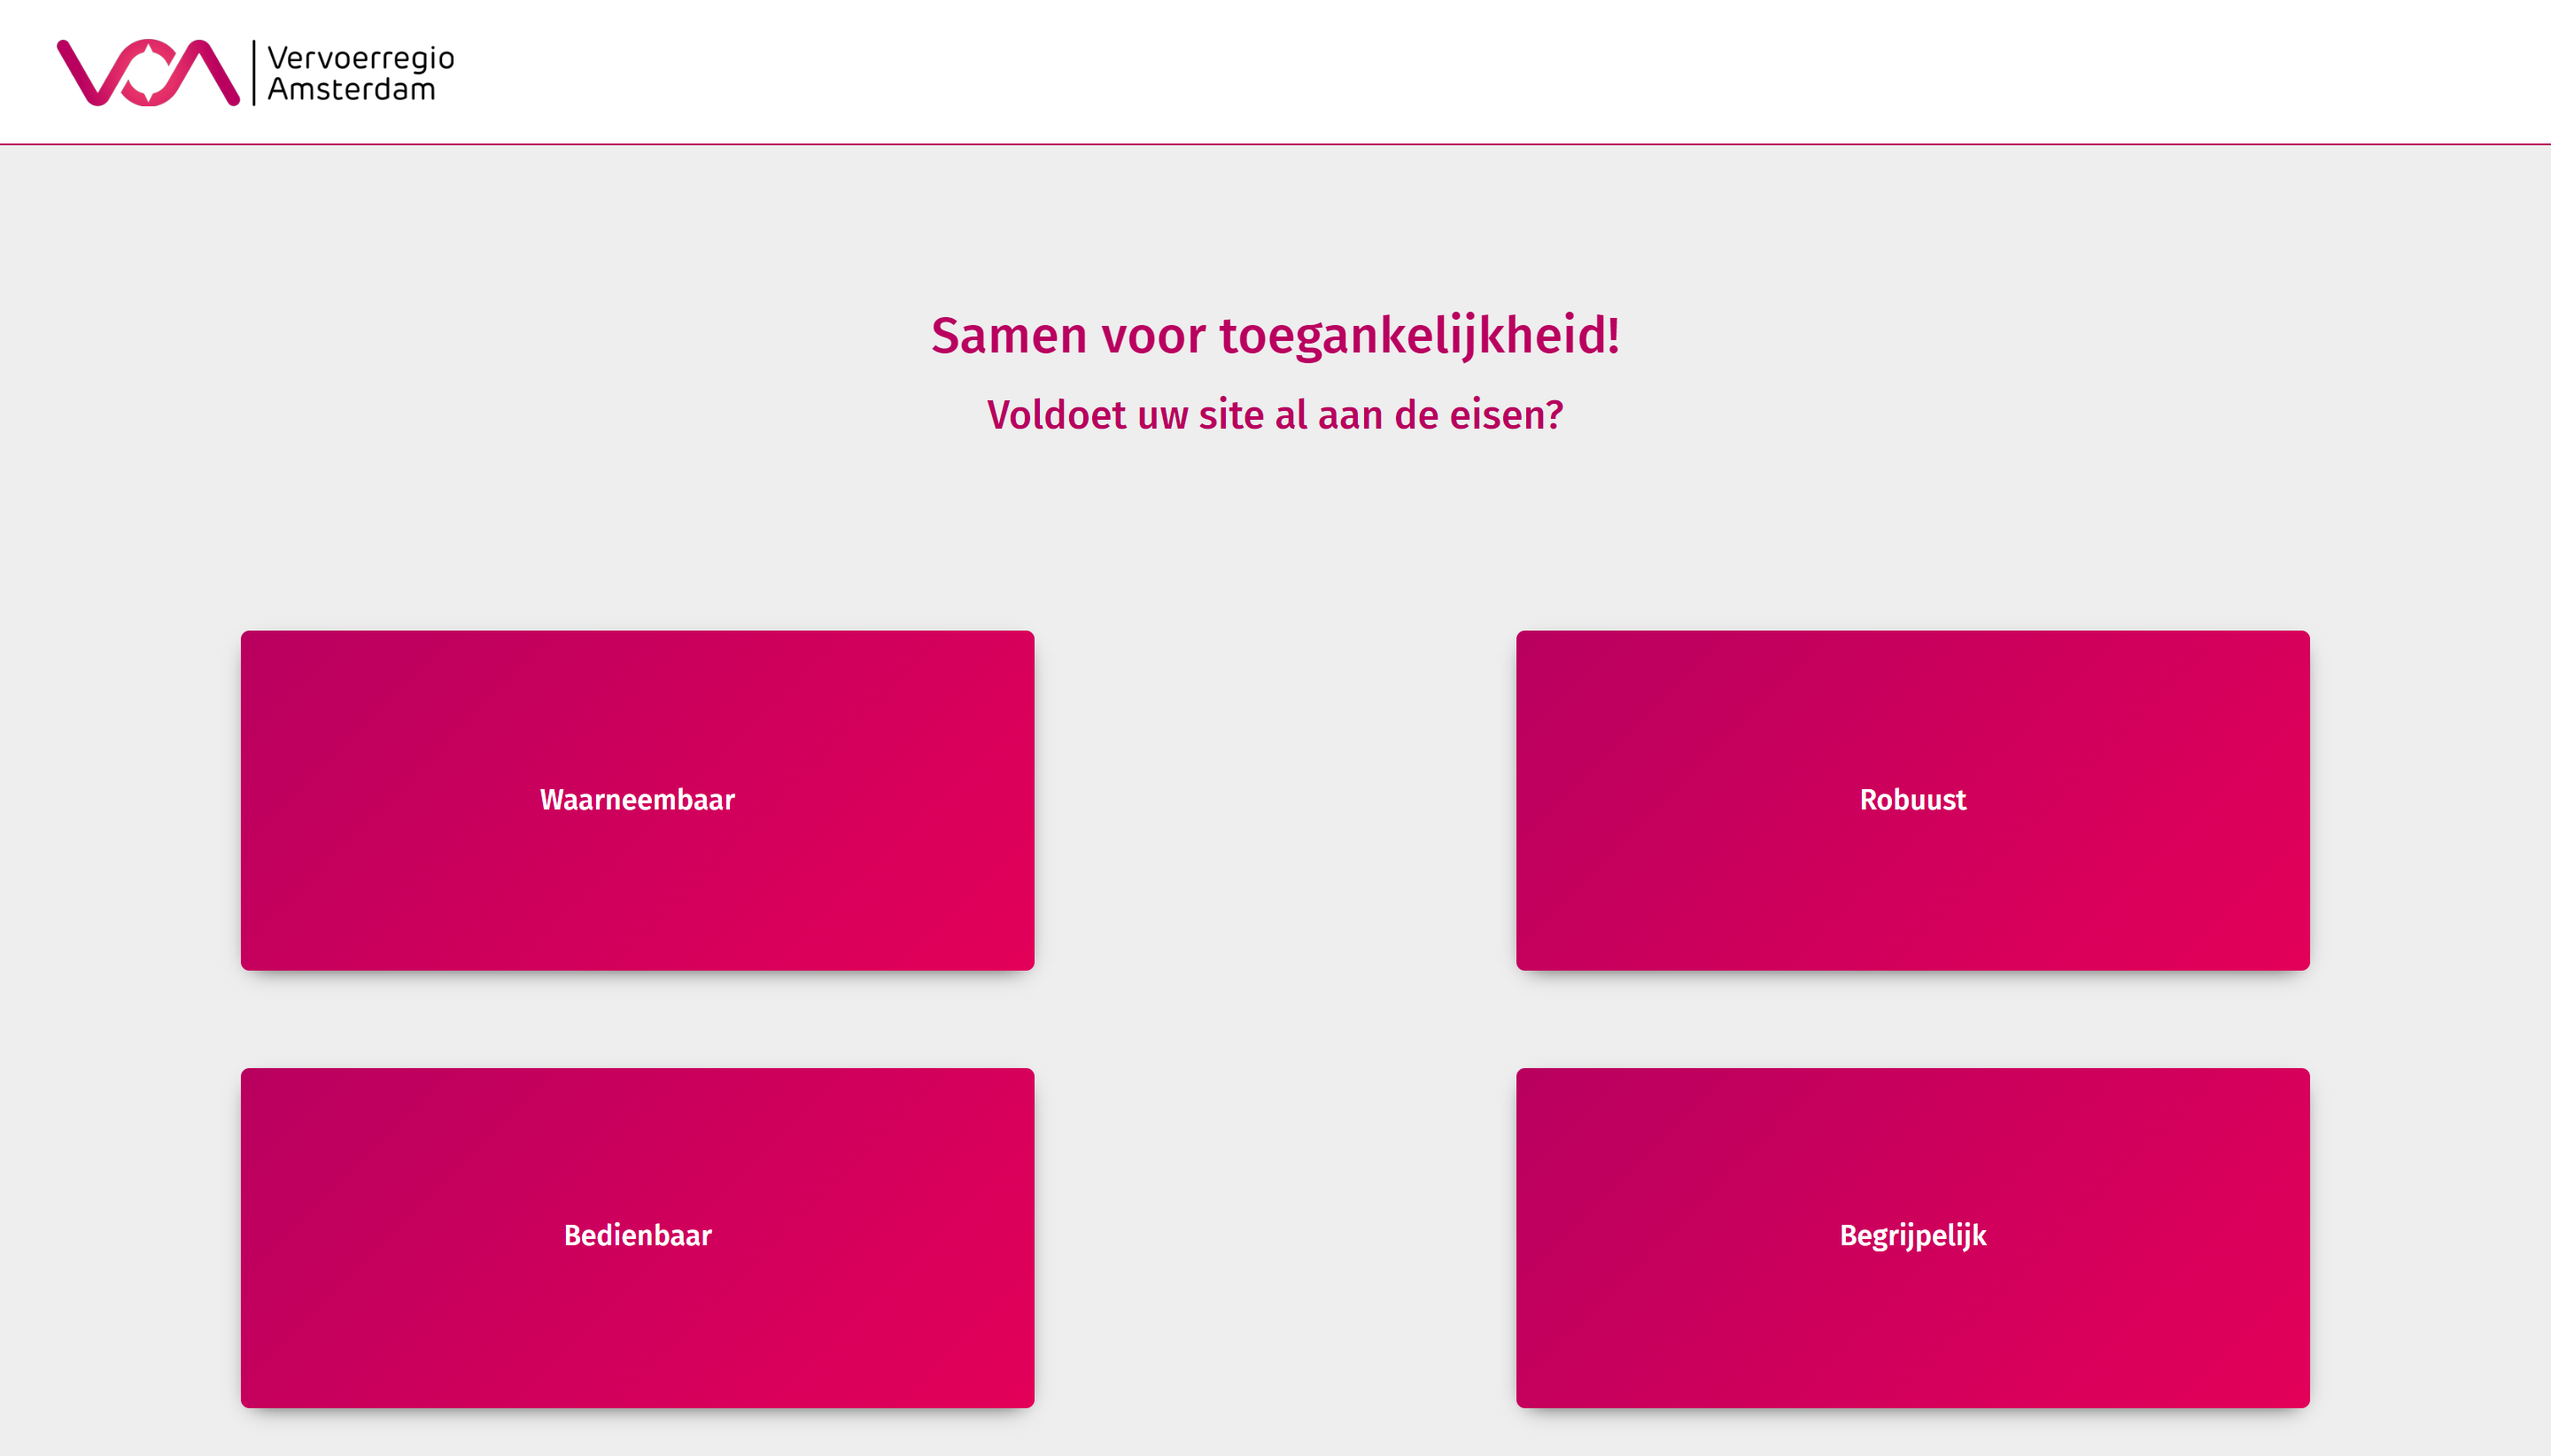 Vervoerregio
Amsterdam
Samen voor toegankelijkheid!
Voldoet uw site al aan de eisen?
Waarneembaar
Robuust
Bedienbaar
Begrijpelijk